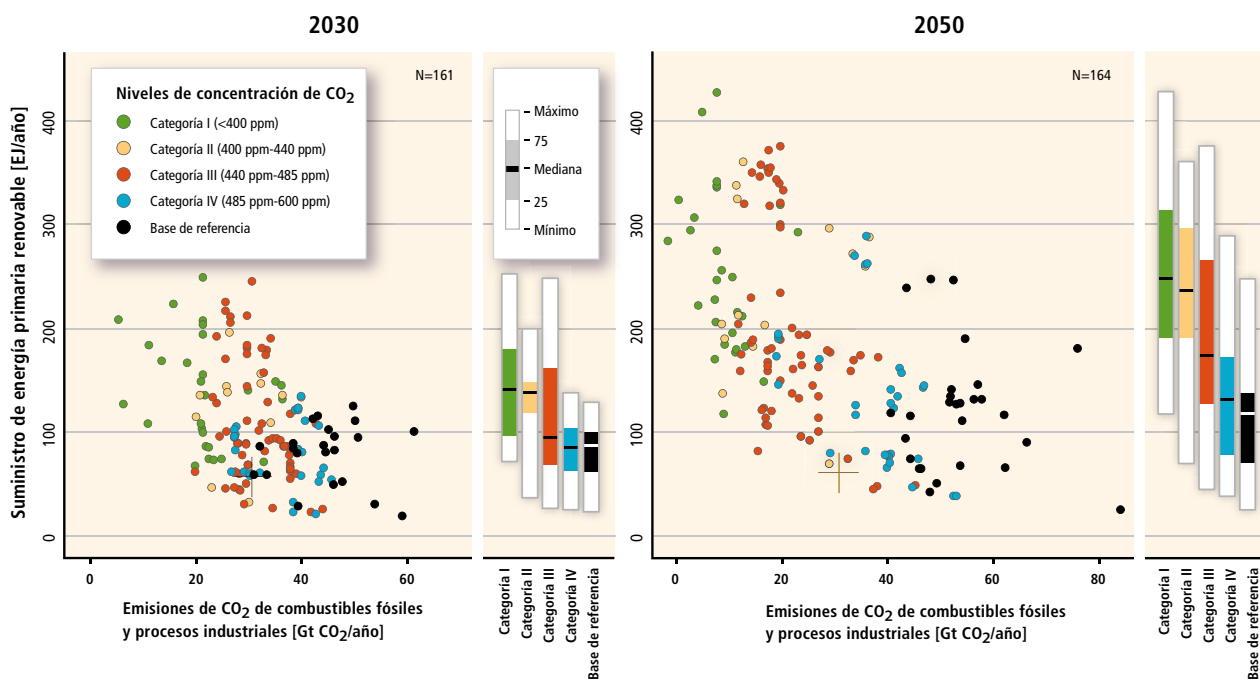 2030
2050
Suministro de energía primaria renovable [EJ/año]
400
300
200
100
0
N=161
Niveles de concentración de CO2
Categoría I (<400 ppm)
Categoría II (400 ppm-440 ppm)
Categoría III (440 ppm-485 ppm)
Categoría IV (485 ppm-600 ppm)
Base de referencia
0
20
40
60
Emisiones de CO2 de combustibles fósiles
y procesos industriales [Gt CO2/año]
Máximo
75
Mediana
25
Mínimo
Categoría I
Categoría II
Categoría III
Categoría IV
Base de referencia
400
300
200
100
0
N=164
0
20
40
60
80
Emisiones de CO2 de combustibles fósiles
y procesos industriales [Gt CO2/año]
Categoría I
Categoría II
Categoría III
Categoría IV
Base de referencia